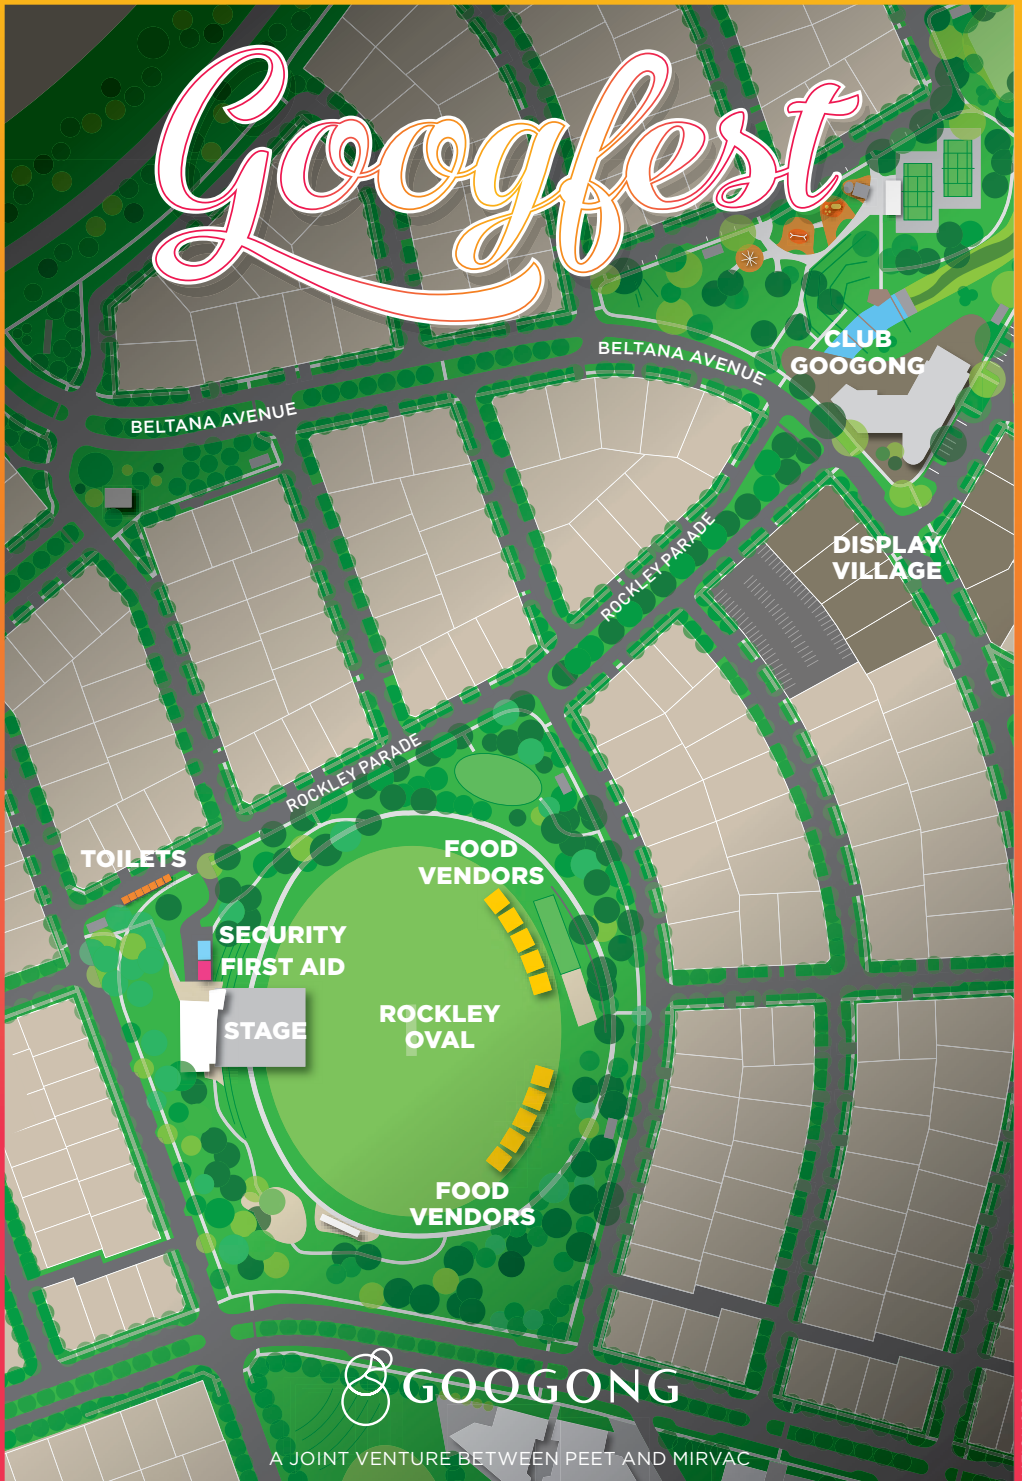 Googfest
CLUB
GOOGONG
BELTANA AVENUE
BELTANA AVENUE
DISPLAY
VILLAGE
ROCKLEY PARADE
ROCKLEY PARADE
TOILETS
FOOD
VENDORS
SECURITY
FIRST AID
STAGE
ROCKLEY
OVAL
FOOD
VENDORS
GOOGONG
A JOINT VENTURE BETWEEN PEET AND MIRVAC